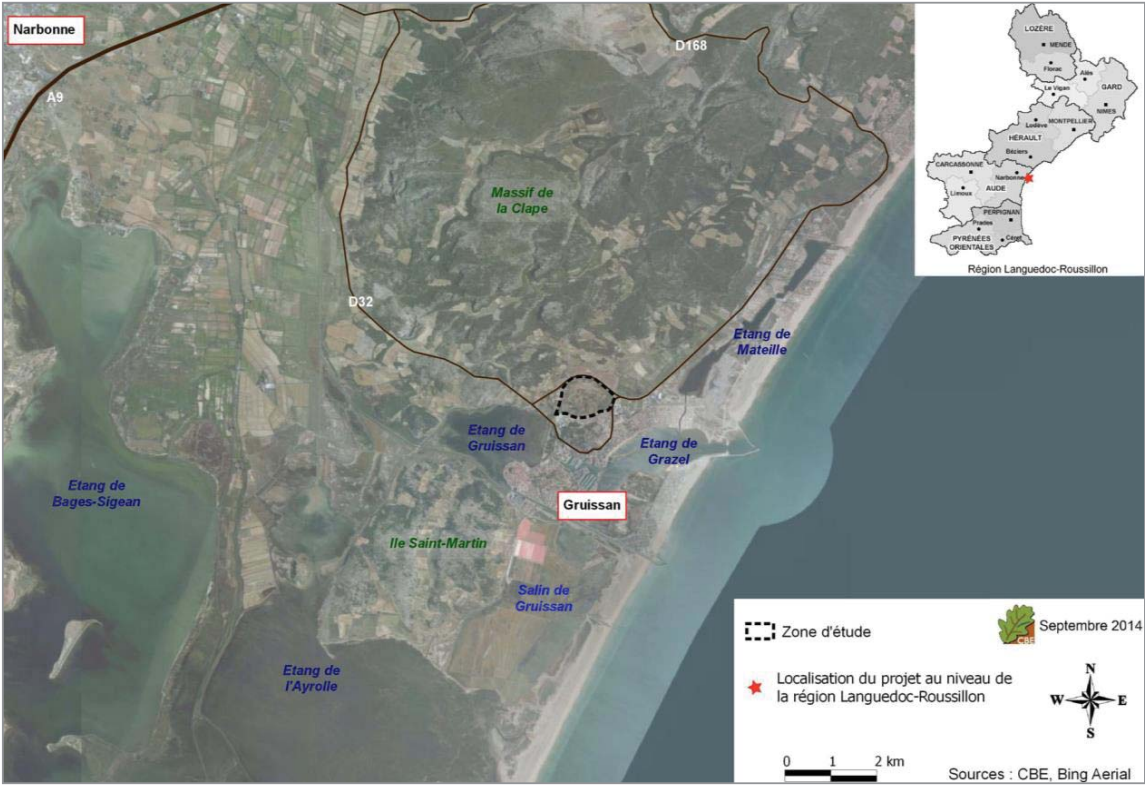 Narbonne
A9
D168
D32
Massif de
la Clape
Etang de
Mateille
Etang de
Gruissan
Etang de
Grazel
Etang de
Bages-Sigean
Gruissan
Ile Saint-Martin
Salin de
Gruissan
Etang de
l'Ayrolle
LOZÈRE
MENDE
Florac
Alès
GARD
Le Vigan
NIMES
Lodève
MONTPELLIER
HÉRAULT
Béziers
CARCASSONNE
Narbonne
AUDE
Limoux
PERPIGNAN
Prades
PYRÉNÉES
ORIENTALES
Céret
Région Languedoc-Roussillon
Zone d'étude
CBE
Septembre 2014
Localisation du projet au niveau de
la région Languedoc-Roussillon
N
W
E
S
0 1 2 km
Sources : CBE, Bing Aerial